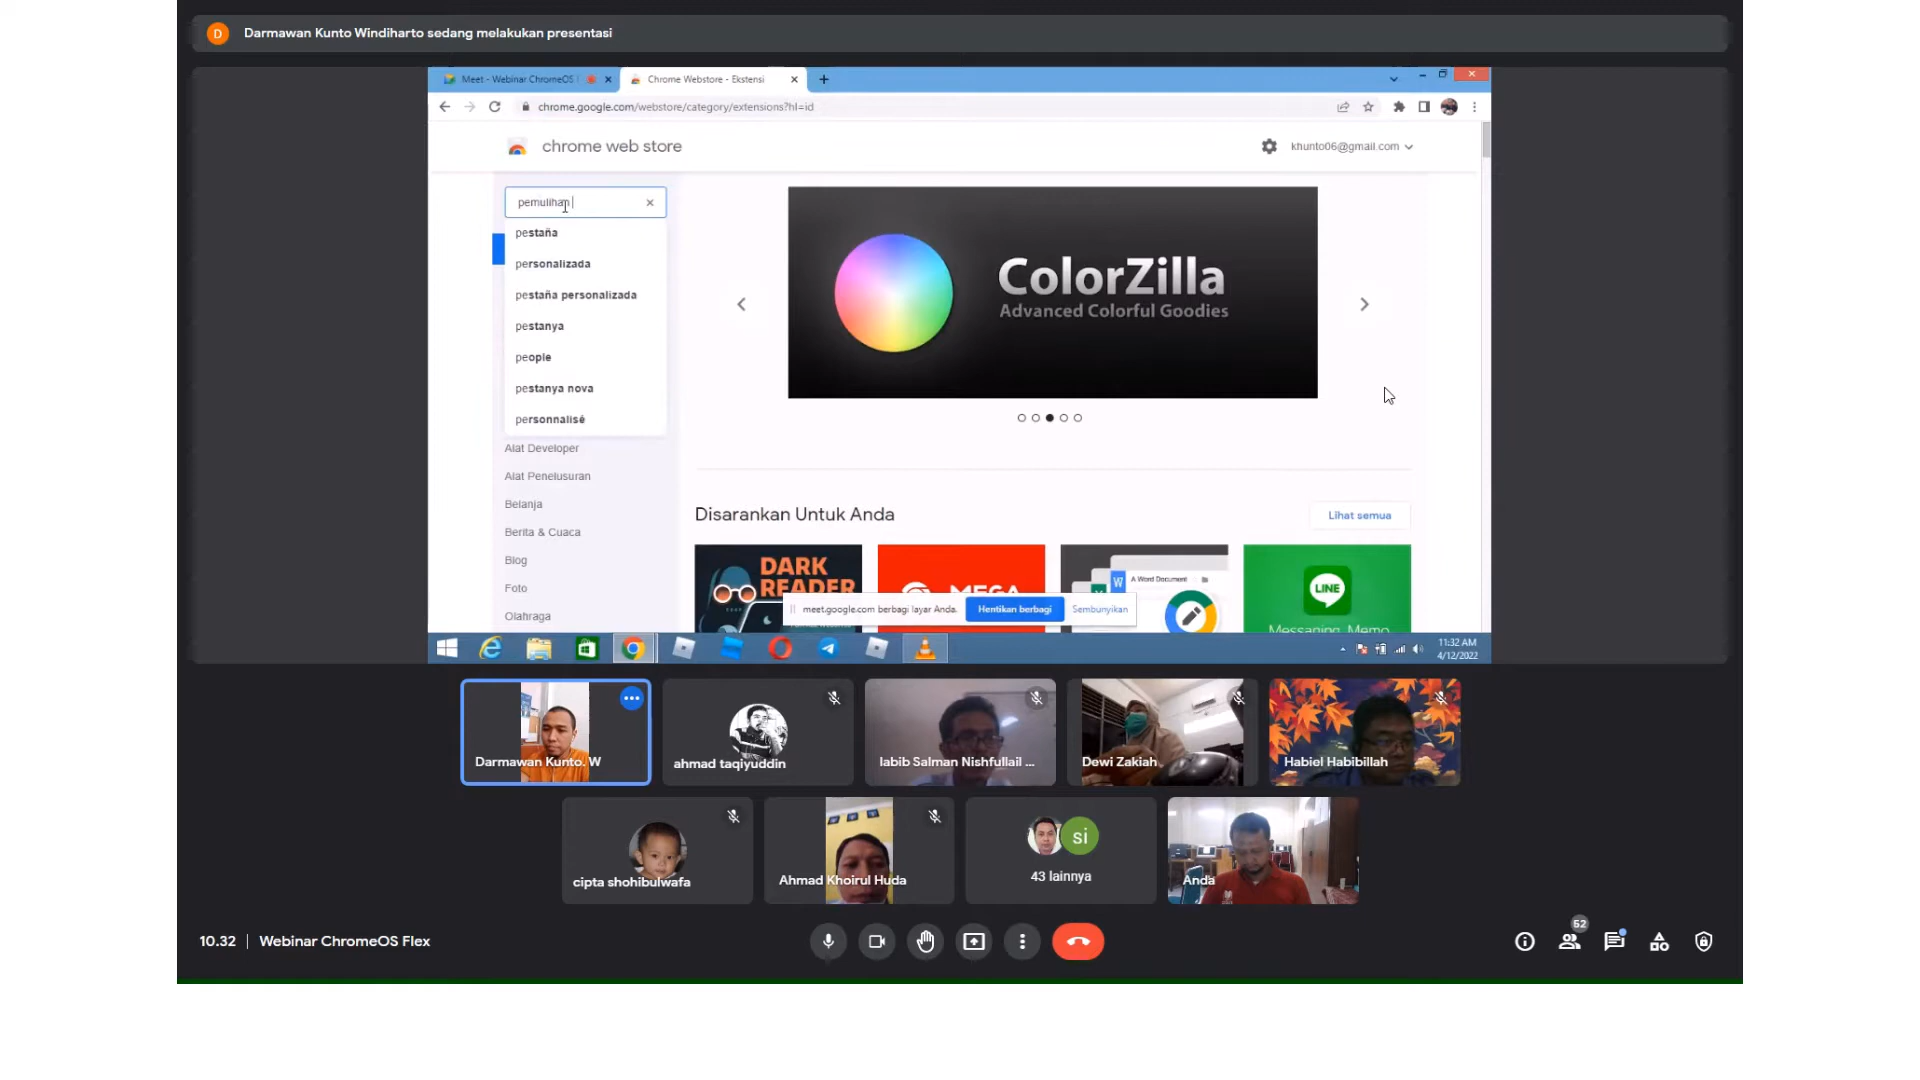 D Darmawan Kunto Windiharto sedang melakukan presentasi
Meet - Webinar ChromeOS
Chrome Webstore - Ekstensi
chrome.google.com/webstore/category/extensions?hl=id
chrome web store
khunto06@gmail.com
pemulihan
pestaña
personalizada
pestaña personalizada
pestanya
people
pestanya nova
personnalisé
Alat Developer
Alat Penelusuran
Belanja
Berita & Cuaca
Blog
Foto
Olahraga
ColorZilla
Advanced Colorful Goodies
Disarankan Untuk Anda
Lihat semua
DARK
READER
MEGA
W A Word Document
LINE
Messaging, Memo
meet.google.com berbagi layar Anda.
Hentikan berbagi
Sembunyikan
11:32 AM
4/12/2022
Darmawan Kunto. W
ahmad taqiyuddin
labib Salman Nishfullail ...
Dewi Zakiah
Habiel Habibillah
cipta shohibulwafa
Ahmad Khoirul Huda
si
43 lainnya
Anda
10.32 | Webinar ChromeOS Flex
52